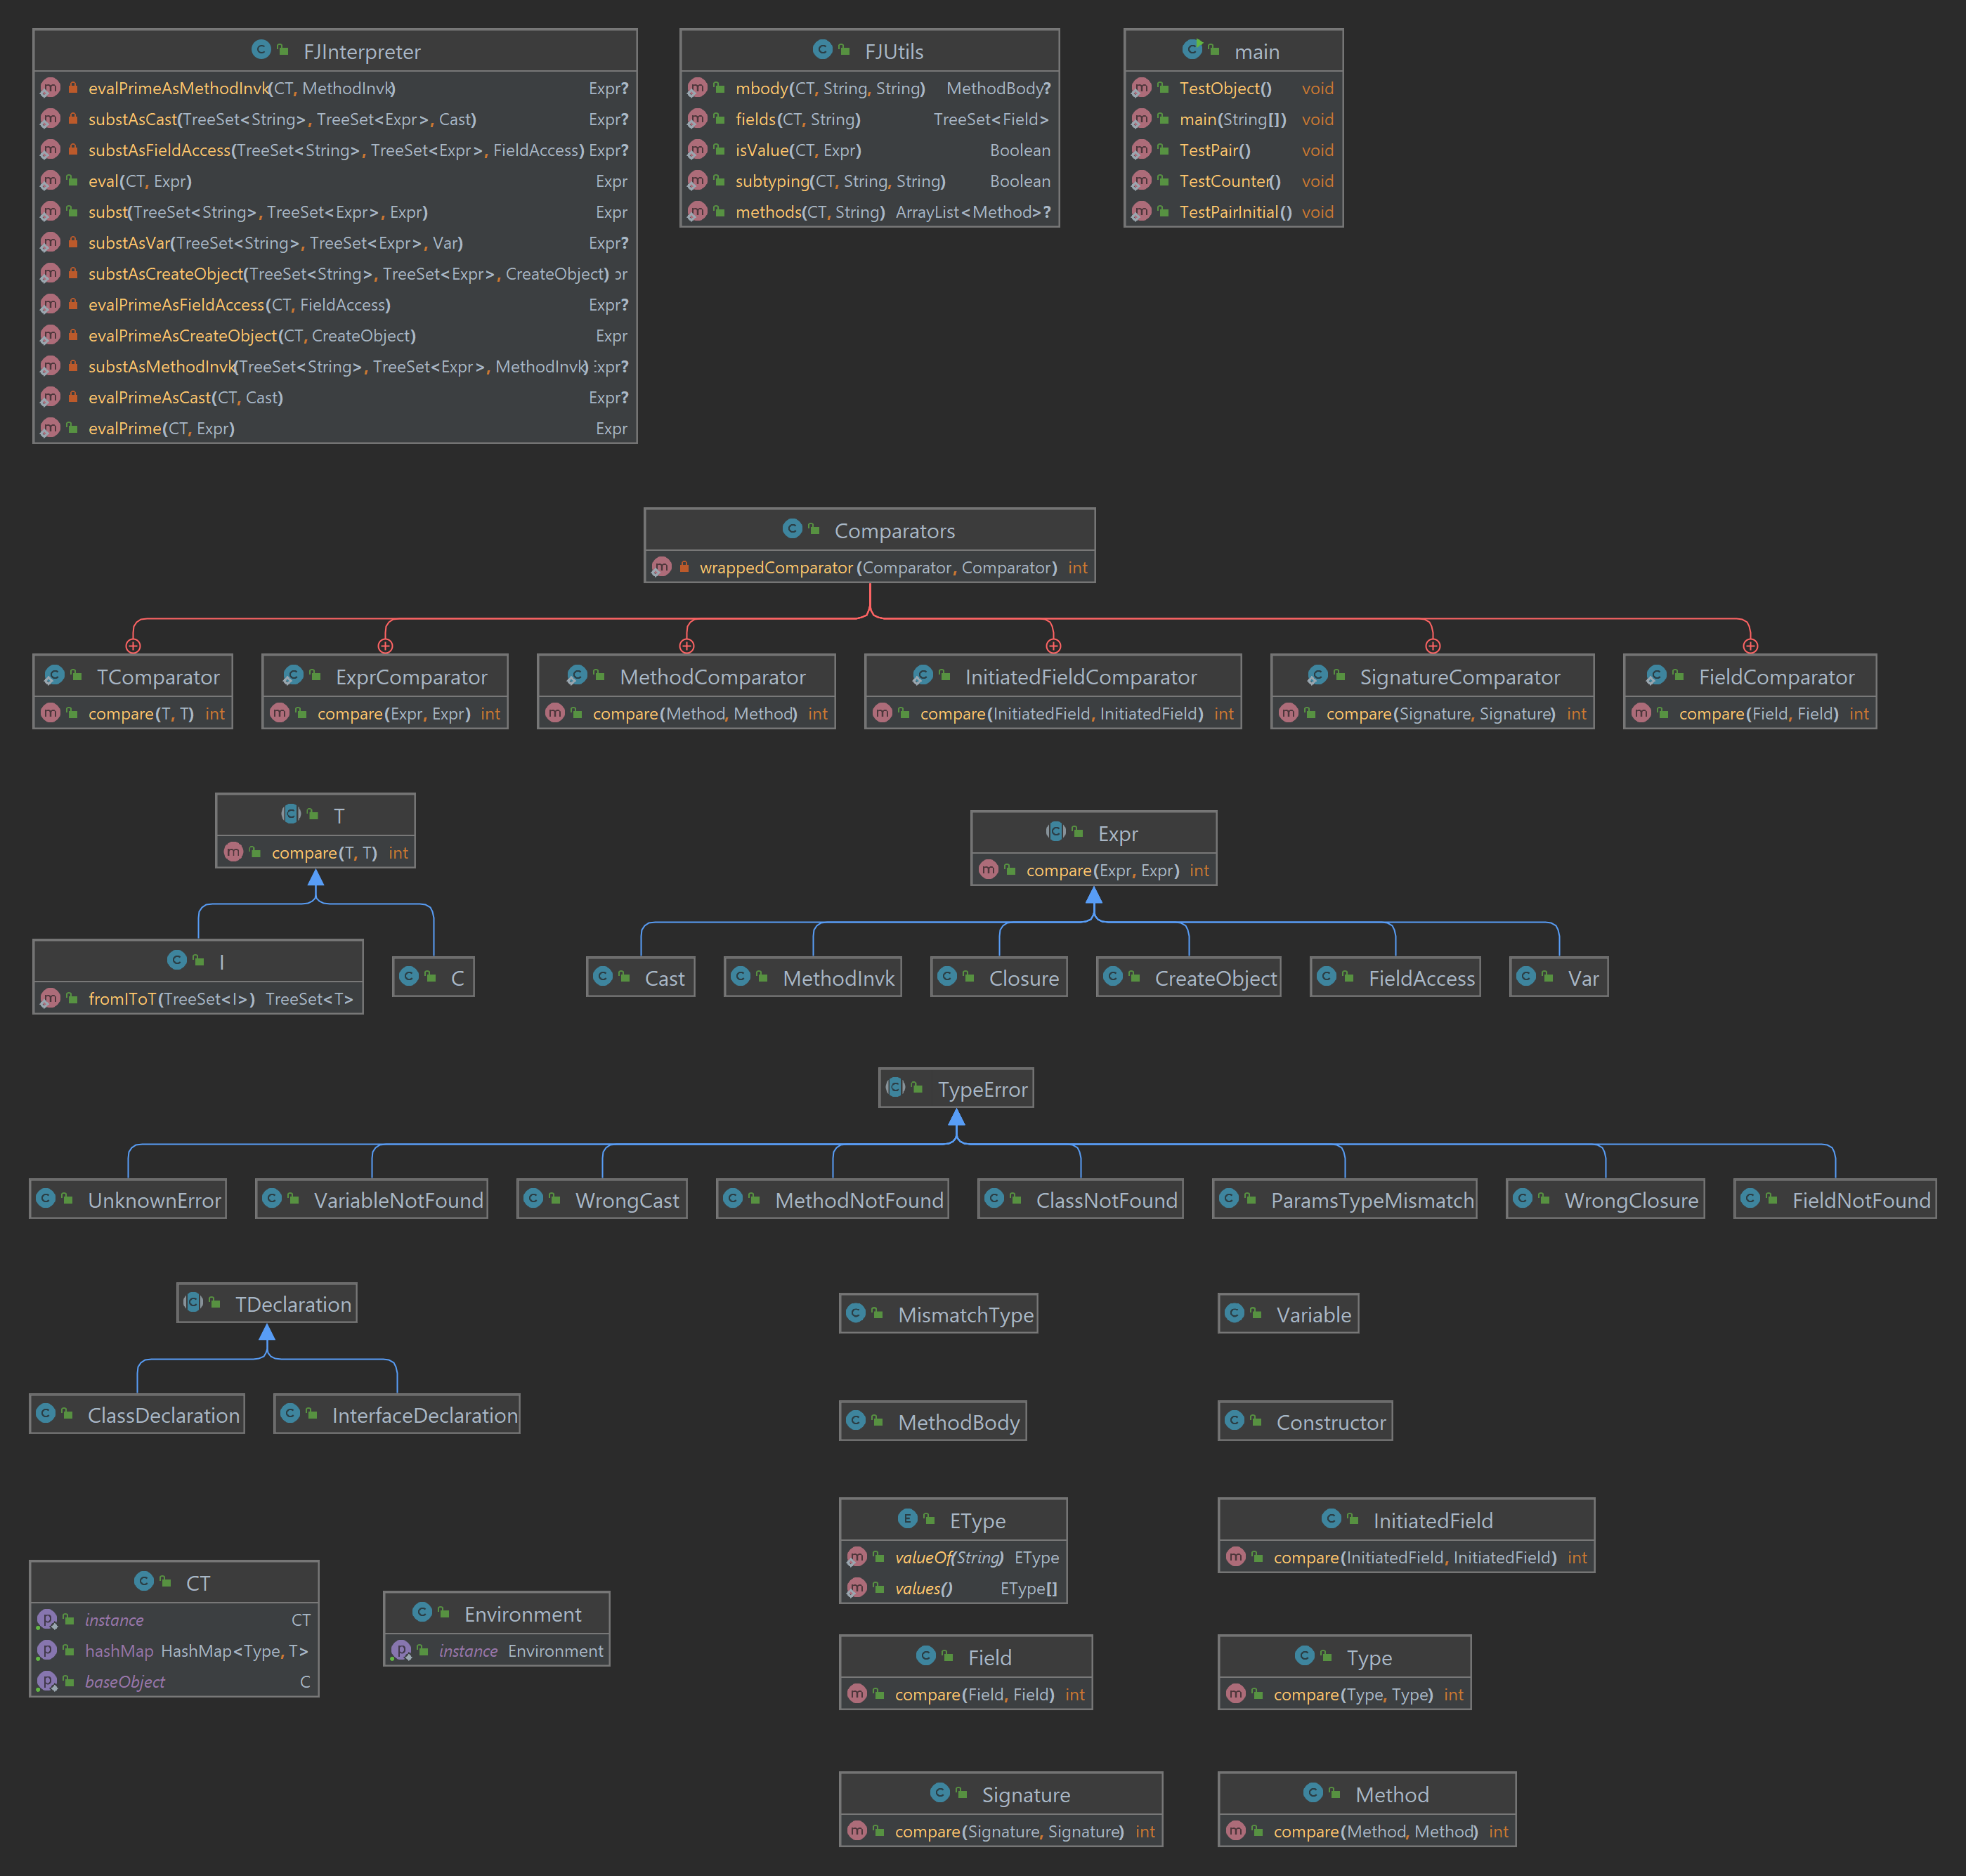 FJInterpreter
evalPrimeAsMethodInvk(CT, MethodInvk) Expr?
substAsCast(TreeSet<String>, TreeSet<Expr>, Cast) Expr?
substAsFieldAccess(TreeSet<String>, TreeSet<Expr>, FieldAccess) Expr?
eval(CT, Expr) Expr
subst(TreeSet<String>, TreeSet<Expr>, Expr) Expr
substAsVar(TreeSet<String>, TreeSet<Expr>, Var) Expr?
substAsCreateObject(TreeSet<String>, TreeSet<Expr>, CreateObject)
evalPrimeAsFieldAccess(CT, FieldAccess) Expr?
evalPrimeAsCreateObject(CT, CreateObject) Expr
substAsMethodInvk(TreeSet<String>, TreeSet<Expr>, MethodInvk)
evalPrimeAsCast(CT, Cast) Expr?
evalPrime(CT, Expr) Expr
FJUtils
mbody(CT, String, String) MethodBody?
fields(CT, String) TreeSet<Field>
isValue(CT, Expr) Boolean
subtyping(CT, String, String) Boolean
methods(CT, String) ArrayList<Method>?
main
TestObject() void
main(String[]) void
TestPair() void
TestCounter() void
TestPairInitial() void
Comparators
wrappedComparator(Comparator, Comparator) int
TComparator
compare(T, T) int
ExprComparator
compare(Expr, Expr) int
MethodComparator
compare(Method, Method) int
InitiatedFieldComparator
compare(InitiatedField, InitiatedField) int
SignatureComparator
compare(Signature, Signature) int
FieldComparator
compare(Field, Field) int
T
compare(T, T) int
Expr
compare(Expr, Expr) int
I
fromIToT(TreeSet<I>) TreeSet<T>
C
Cast
MethodInvk
Closure
CreateObject
FieldAccess
Var
TypeError
UnknownError
VariableNotFound
WrongCast
MethodNotFound
ClassNotFound
ParamsTypeMismatch
WrongClosure
FieldNotFound
TDeclaration
ClassDeclaration
InterfaceDeclaration
MismatchType
Variable
MethodBody
Constructor
EType
valueOf(String) EType
values() EType[]
InitiatedField
compare(InitiatedField, InitiatedField) int
CT
instance CT
hashMap HashMap<Type, T>
baseObject C
Environment
instance Environment
Field
compare(Field, Field) int
Type
compare(Type, Type) int
Signature
compare(Signature, Signature) int
Method
compare(Method, Method) int